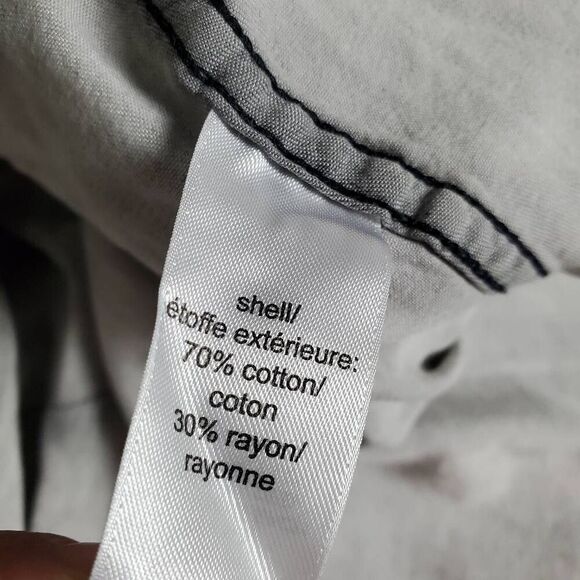 shell/
étoffe extérieure:
70% cotton/
coton
30% rayon/
rayonne